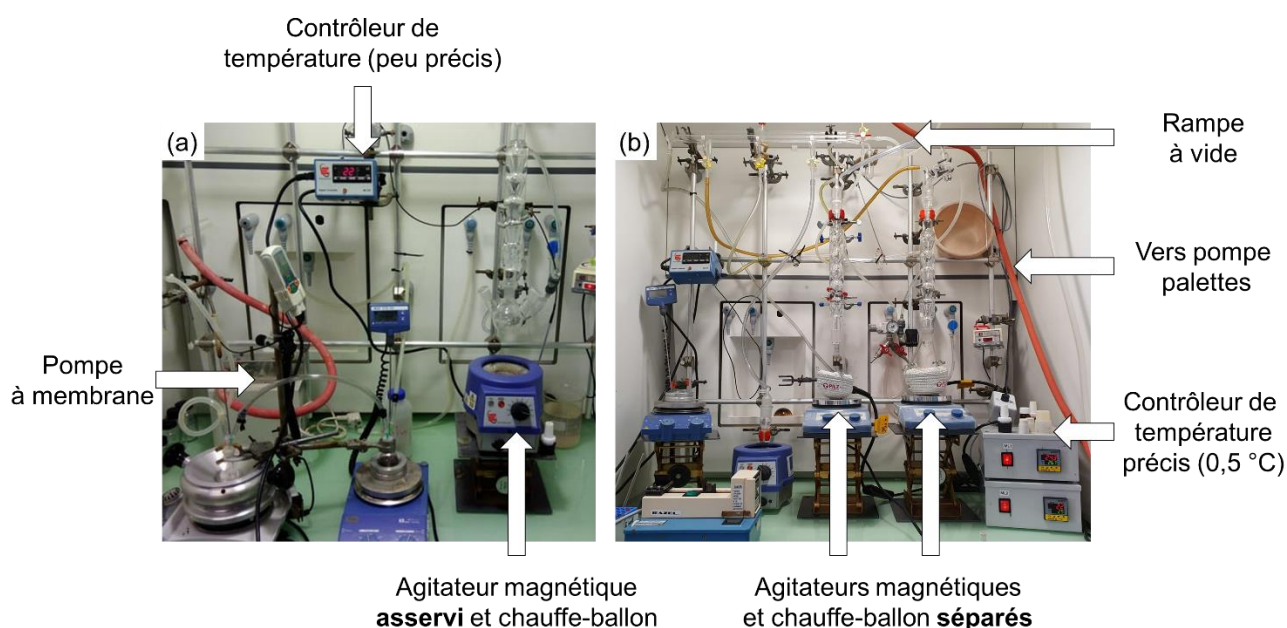 Contrôleur de
température (peu précis)
(a)
(b)
Rampe
à vide
Vers pompe
palettes
Pompe
à membrane
Contrôleur de
température
précis (0,5 °C)
Agitateur magnétique
asservi et chauffe-ballon
Agitateurs magnétiques
et chauffe-ballon séparés